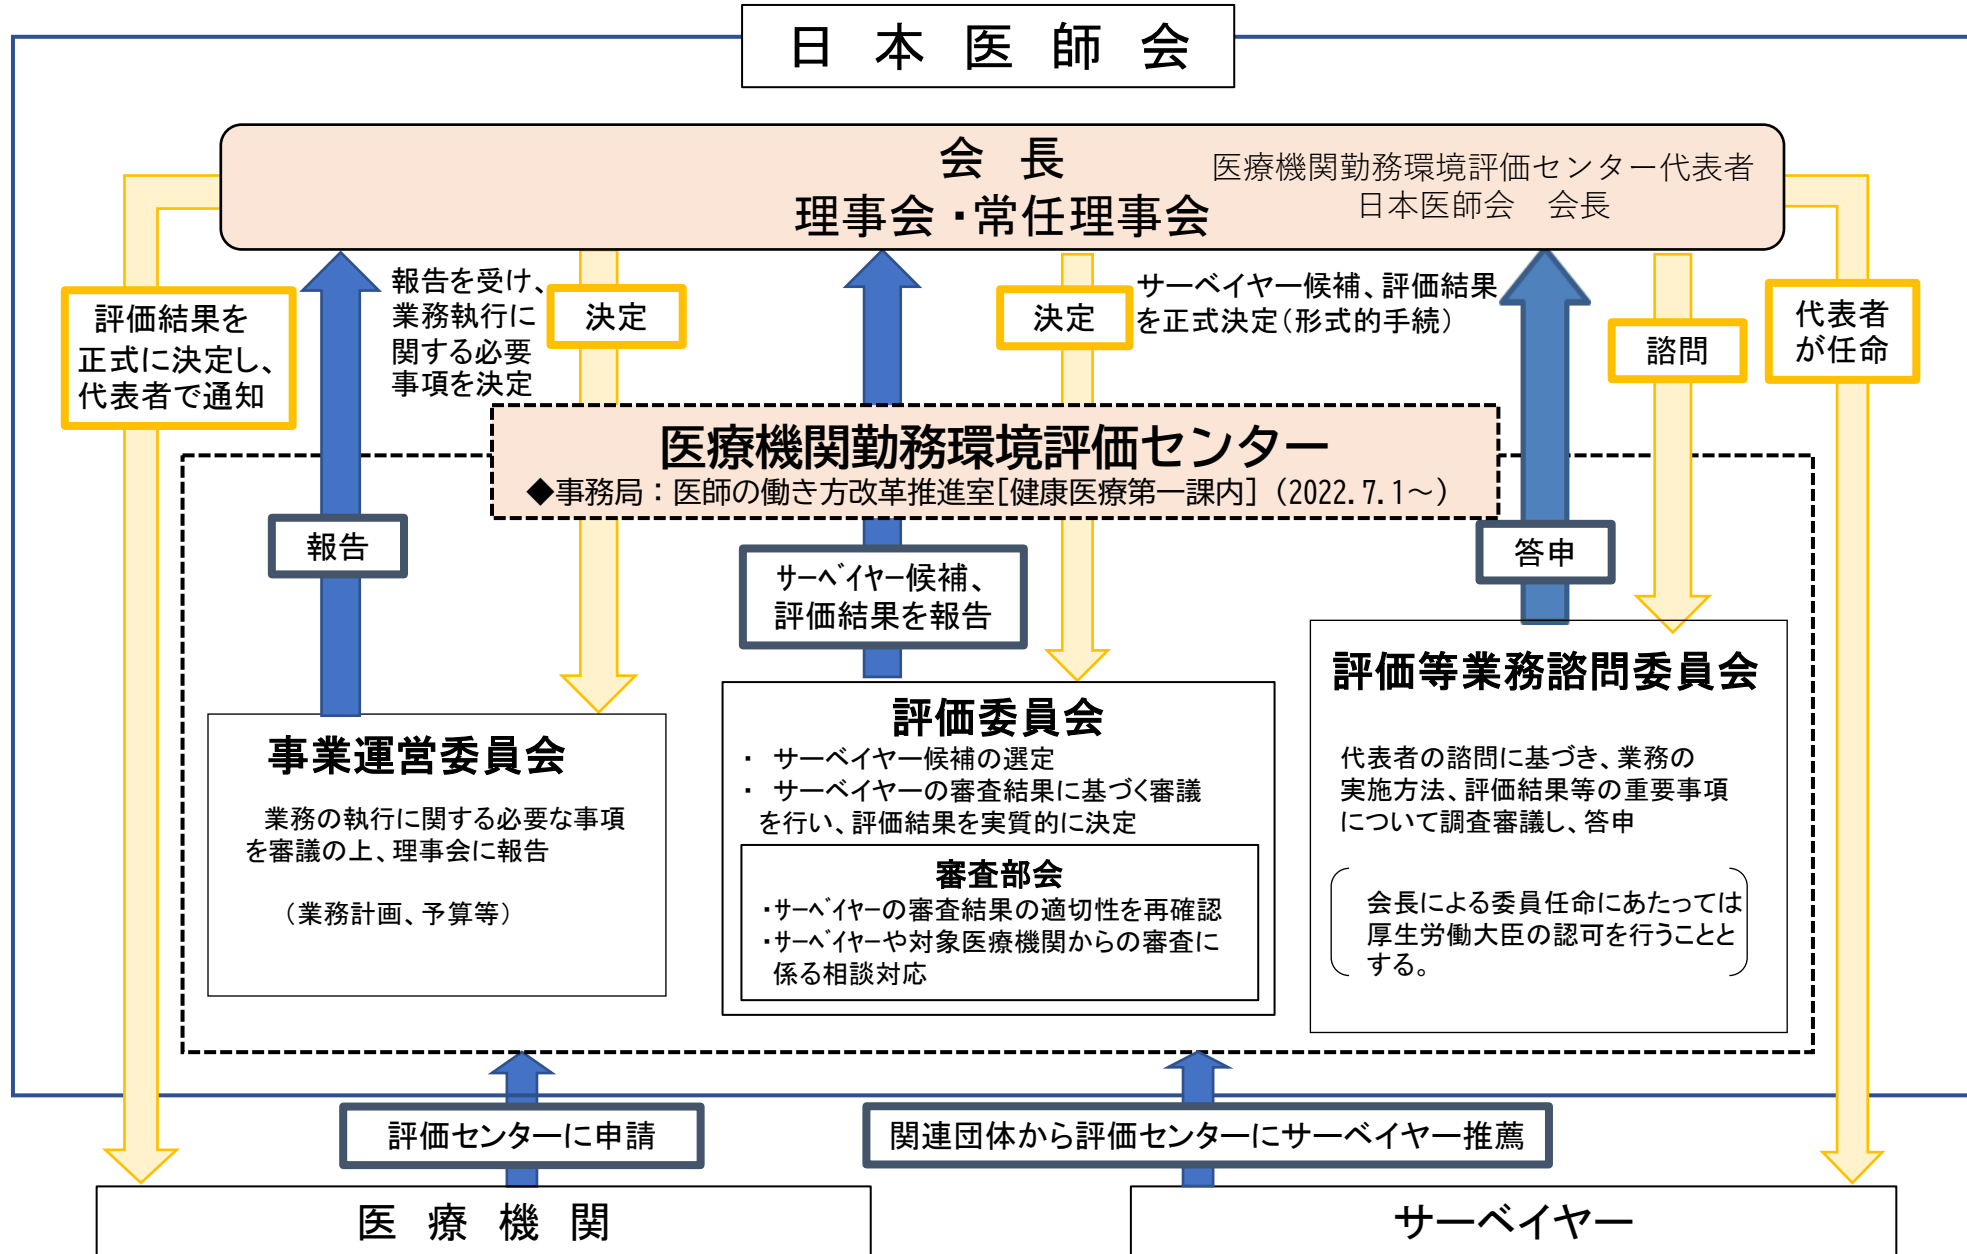 日本医師会
会長
理事会・常任理事会
医療機関勤務環境評価センター代表者
日本医師会　会長
評価結果を
正式に決定し、
代表者で通知
報告を受け、
業務執行に
関する必要
事項を決定
決定
決定
サーベイヤー候補、評価結果
を正式決定（形式的手続）
諮問
代表者
が任命
医療機関勤務環境評価センター
◆事務局：医師の働き方改革推進室[健康医療第一課内]（2022.7.1～）
報告
サーベイヤー候補、
評価結果を報告
答申
事業運営委員会
業務の執行に関する必要な事項
を審議の上、理事会に報告
（業務計画、予算等）
評価委員会
・ サーベイヤー候補の選定
・ サーベイヤーの審査結果に基づく審議
を行い、評価結果を実質的に決定
審査部会
・サーベイヤーの審査結果の適切性を再確認
・サーベイヤーや対象医療機関からの審査に
係る相談対応
評価等業務諮問委員会
代表者の諮問に基づき、業務の
実施方法、評価結果等の重要事項
について調査審議し、答申
会長による委員任命にあたっては
厚生労働大臣の認可を行うことと
する。
評価センターに申請
関連団体から評価センターにサーベイヤー推薦
医療機関
サーベイヤー